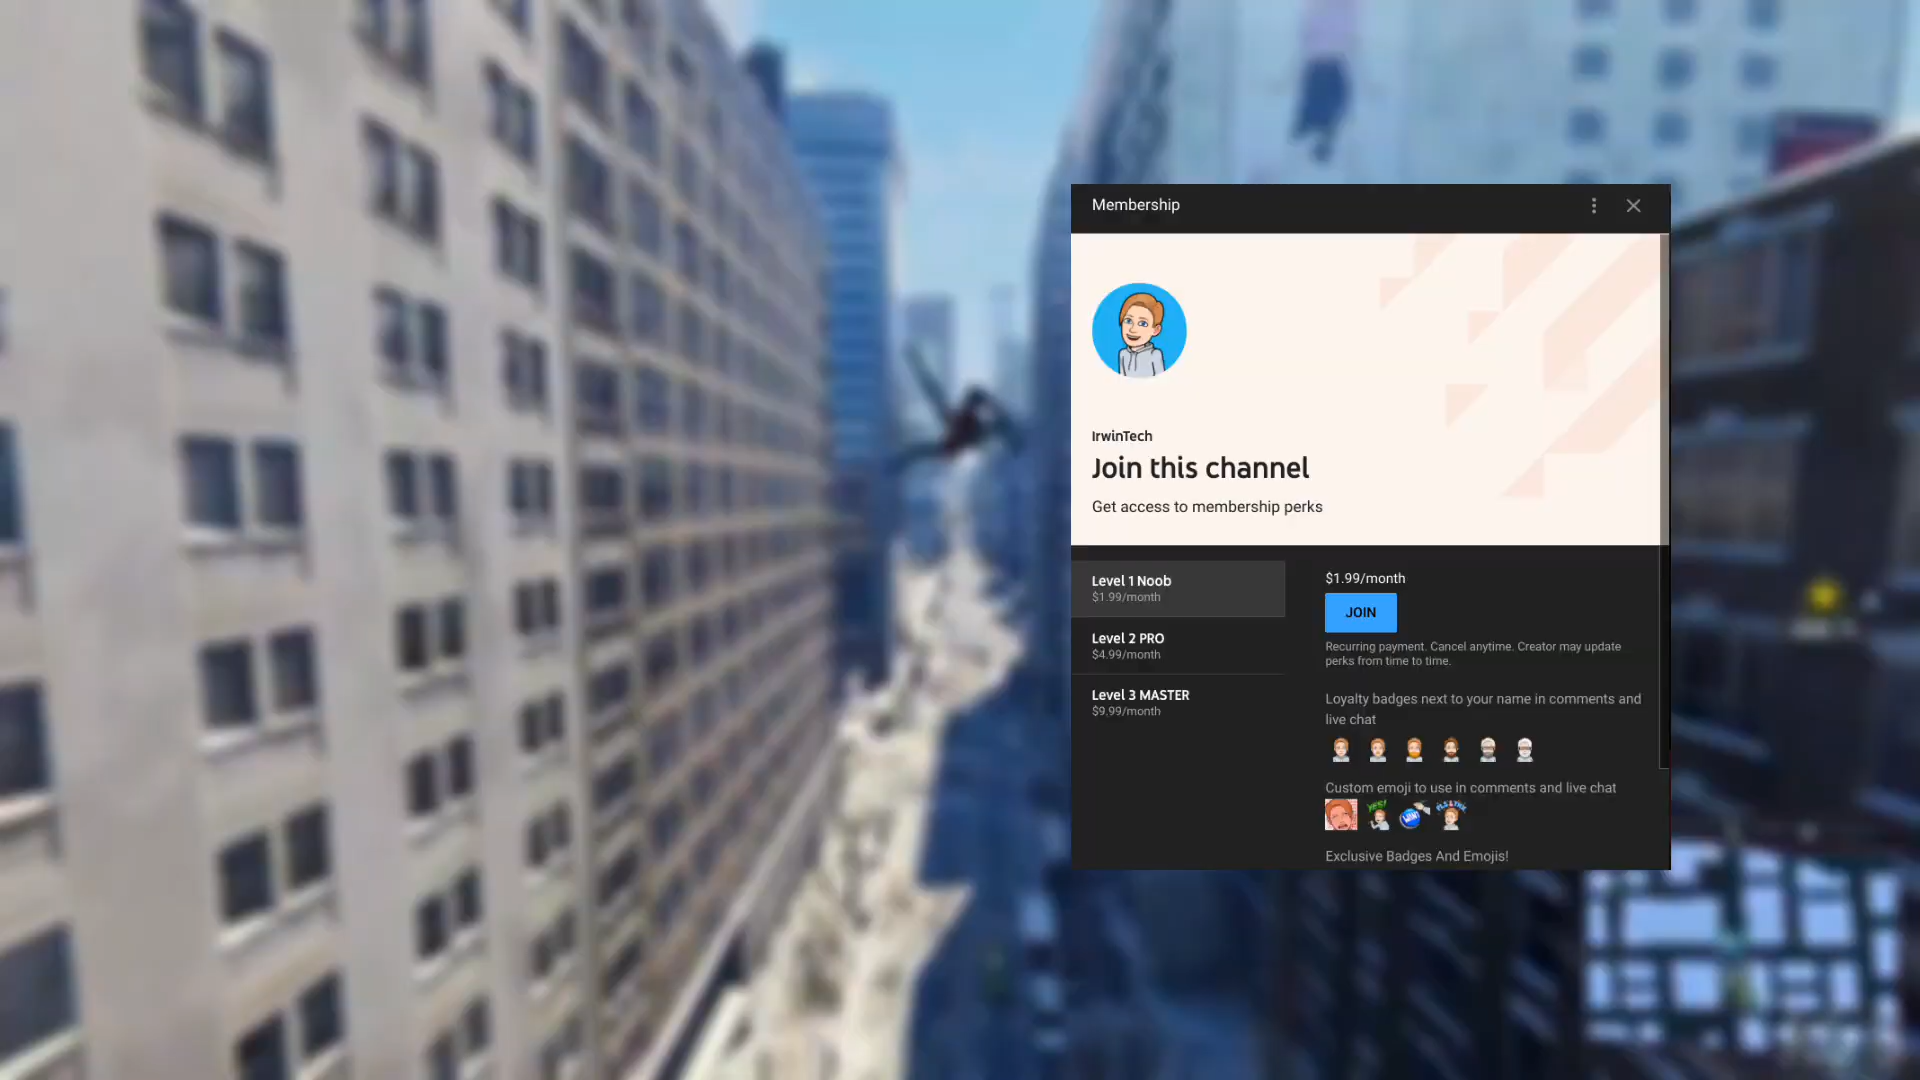 Membership
IrwinTech
Join this channel
Get access to membership perks
Level 1 Noob
$1.99/month
Level 2 PRO
$4.99/month
Level 3 MASTER
$9.99/month
$1.99/month
JOIN
Recurring payment. Cancel anytime. Creator may update
perks from time to time.
Loyalty badges next to your name in comments and
live chat
Custom emoji to use in comments and live chat
YES!
Exclusive Badges And Emojis!